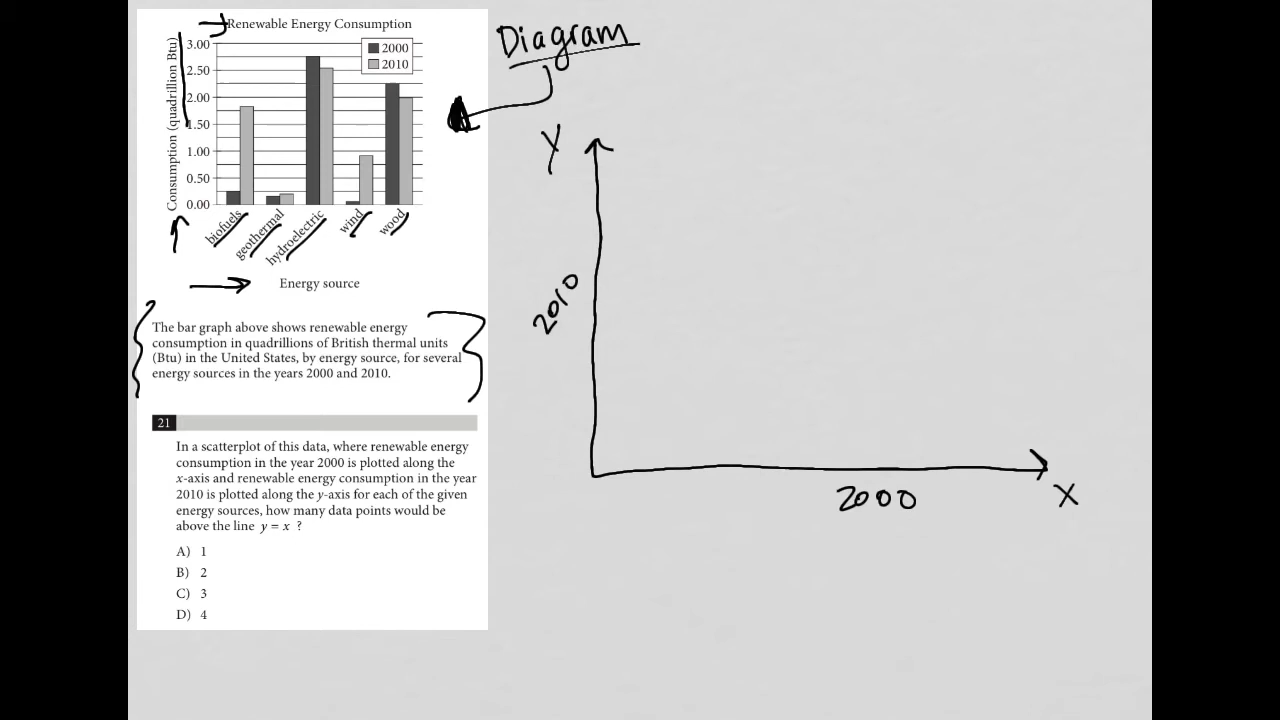 Renewable Energy Consumption
Consumption (quadrillion Btu)
3.00
2.50
2.00
1.50
1.00
0.50
0.00
2000
2010
biofuels
geothermal
hydroelectric
wind
wood
Energy source
The bar graph above shows renewable energy
consumption in quadrillions of British thermal units
(Btu) in the United States, by energy source, for several
energy sources in the years 2000 and 2010.
21
In a scatterplot of this data, where renewable energy
consumption in the year 2000 is plotted along the
x-axis and renewable energy consumption in the year
2010 is plotted along the y-axis for each of the given
energy sources, how many data points would be
above the line y = x ?
A) 1
B) 2
C) 3
D) 4
Diagram
Y
2010
2000
X